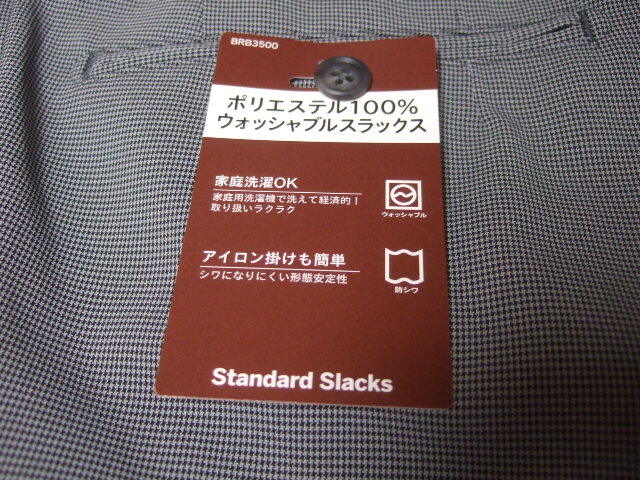 BRB3500
ポリエステル100%
ウォッシャブルスラックス
家庭洗濯OK
家庭用洗濯機で洗えて経済的!
取り扱いラクラク
ウォッシャブル
アイロン掛けも簡単
シワになりにくい形態安定性
防シワ
Standard Slacks